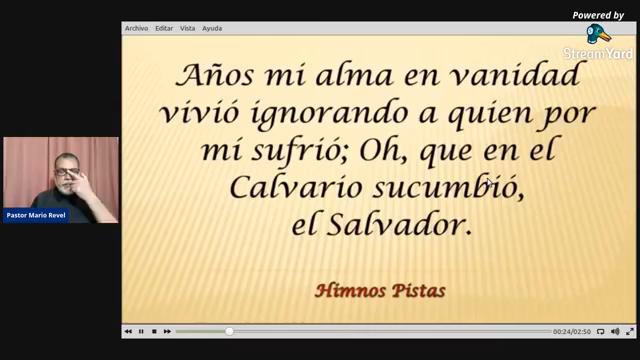 Powered by
StreamYard
Archivo Editar Vista Ayuda
Años mi alma en vanidad
vivió ignorando a quien por
mí sufrió; Oh, que en el
Calvario sucumbió,
el Salvador.
Himnos Pistas
Pastor Mario Revel
00:24/02:50